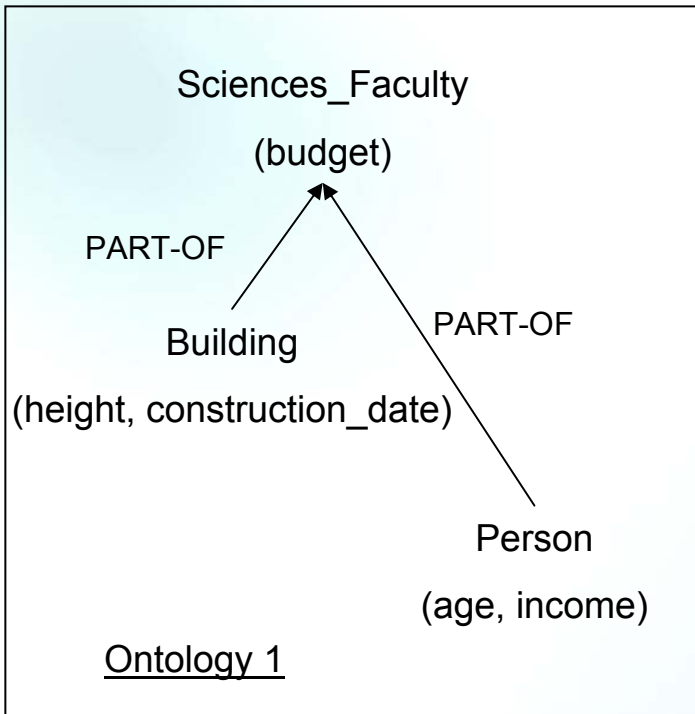 Sciences_Faculty
(budget)
PART-OF
PART-OF
Building
(height, construction_date)
Person
(age, income)
Ontology 1